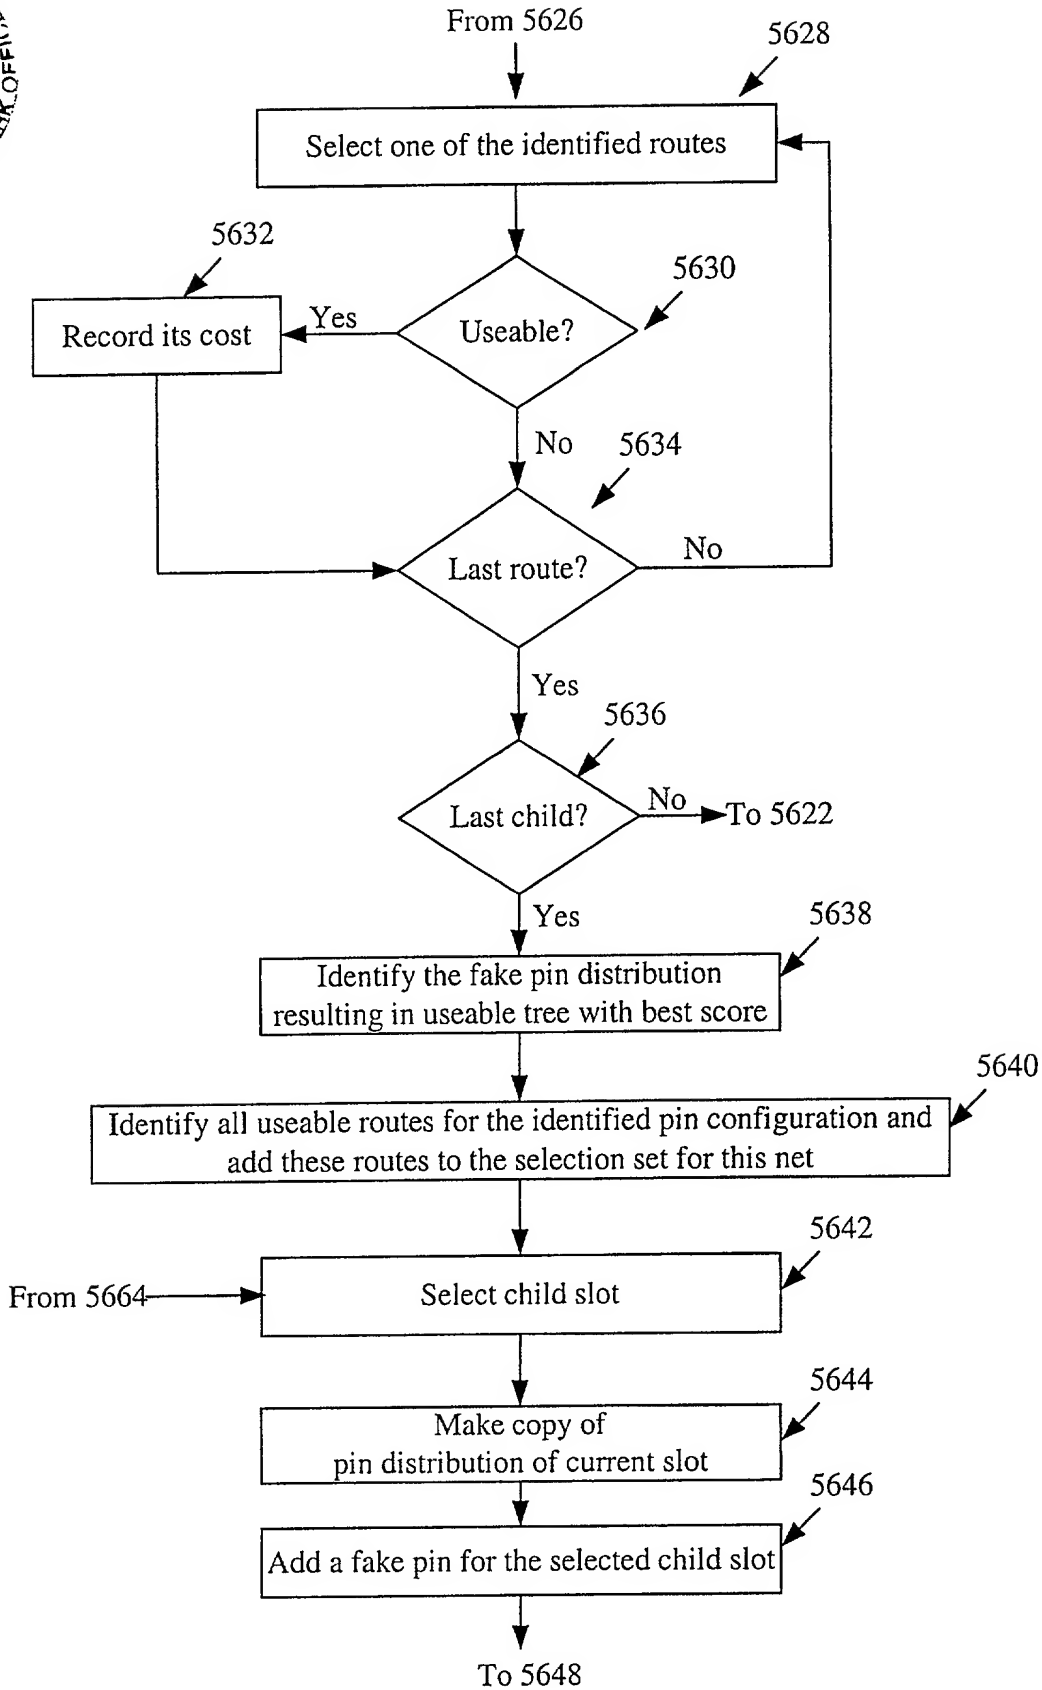 From 5626
5628
Select one of the identified routes
5632
5630
Record its cost
Yes
Useable?
No
5634
Last route?
No
Yes
5636
Last child?
No
To 5622
Yes
5638
Identify the fake pin distribution
resulting in useable tree with best score
5640
Identify all useable routes for the identified pin configuration and
add these routes to the selection set for this net
5642
From 5664
Select child slot
5644
Make copy of
pin distribution of current slot
5646
Add a fake pin for the selected child slot
To 5648